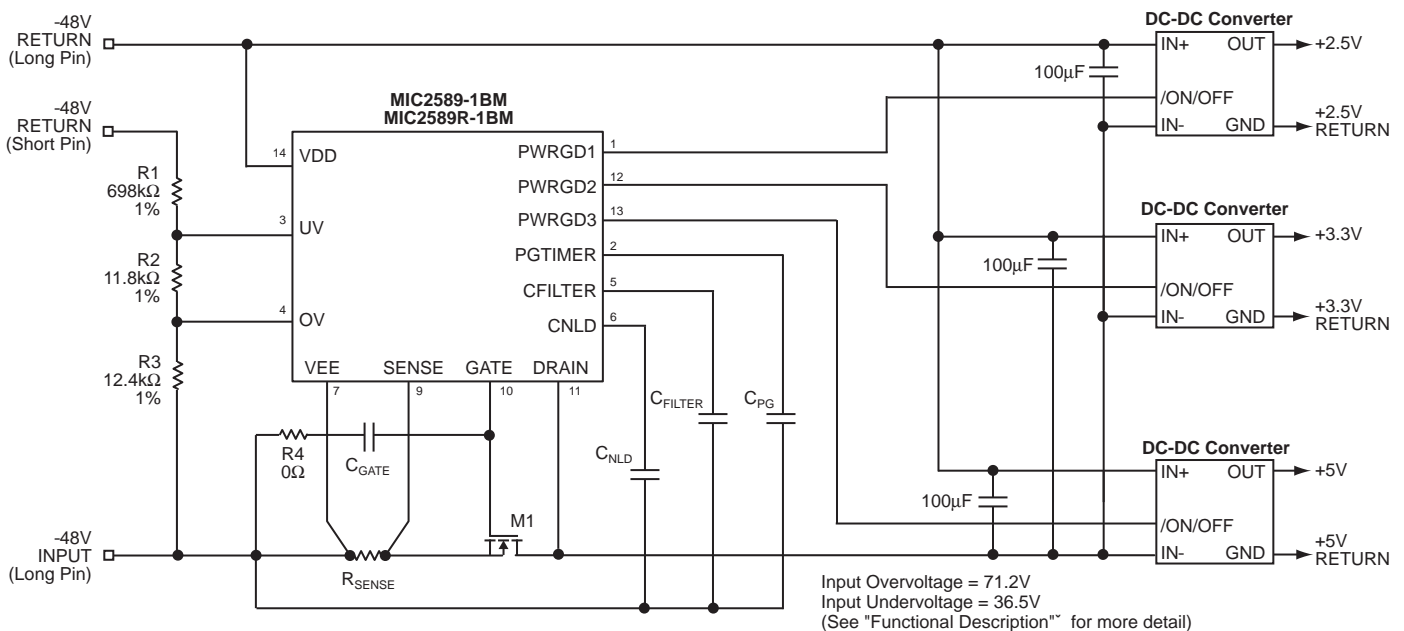 -48V
RETURN
(Long Pin)
-48V
RETURN
(Short Pin)
R1
698kΩ
1%
R2
11.8kΩ
1%
R3
12.4kΩ
1%
-48V
INPUT
(Long Pin)
MIC2589-1BM
MIC2589R-1BM
14
VDD
3
UV
4
OV
PWRGD1
1
PWRGD2
12
PWRGD3
13
PGTIMER
2
CFILTER
5
CNLD
6
VEE
SENSE
GATE
DRAIN
7
9
10
11
R4
0Ω
CGATE
RSENSE
M1
CNLD
CFILTER
CPG
100μF
100μF
100μF
DC-DC Converter
IN+ OUT
+2.5V
/ON/OFF
IN- GND
+2.5V
RETURN
DC-DC Converter
IN+ OUT
+3.3V
/ON/OFF
IN- GND
+3.3V
RETURN
DC-DC Converter
IN+ OUT
+5V
/ON/OFF
IN- GND
+5V
RETURN
Input Overvoltage = 71.2V
Input Undervoltage = 36.5V
(See "Functional Description"ˇ for more detail)